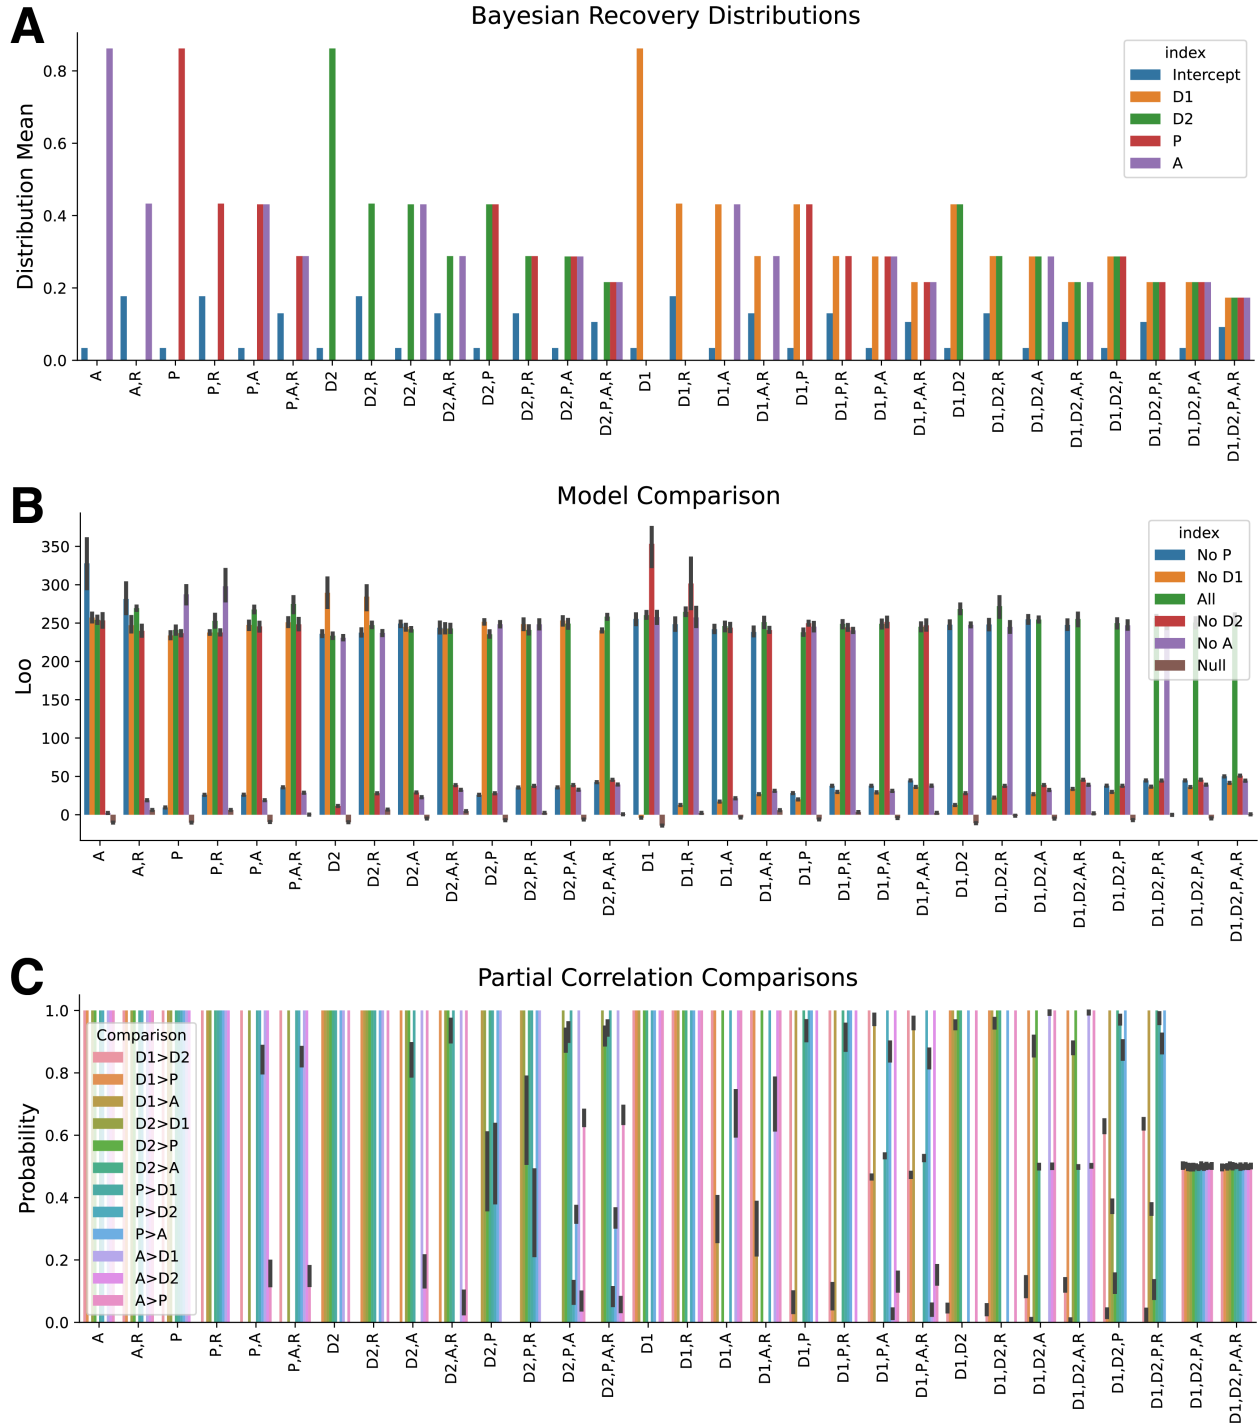 A
Bayesian Recovery Distributions
Distribution Mean
0.8
0.6
0.4
0.2
0.0
index
Intercept
D1
D2
P
A
A
A,R
P
P,R
P,A
P,A,R
D2
D2,R
D2,A
D2,A,R
D2,P
D2,P,R
D2,P,A
D2,P,A,R
D1
D1,R
D1,A
D1,A,R
D1,P
D1,P,R
D1,P,A
D1,P,A,R
D1,D2
D1,D2,R
D1,D2,A
D1,D2,A,R
D1,D2,P
D1,D2,P,R
D1,D2,P,A
D1,D2,P,A,R
B
Model Comparison
Loo
350
300
250
200
150
100
50
0
index
No P
No D1
All
No D2
No A
Null
A
A,R
P
P,R
P,A
P,A,R
D2
D2,R
D2,A
D2,A,R
D2,P
D2,P,R
D2,P,A
D2,P,A,R
D1
D1,R
D1,A
D1,A,R
D1,P
D1,P,R
D1,P,A
D1,P,A,R
D1,D2
D1,D2,R
D1,D2,A
D1,D2,A,R
D1,D2,P
D1,D2,P,R
D1,D2,P,A
D1,D2,P,A,R
C
Partial Correlation Comparisons
Probability
1.0
0.8
0.6
0.4
0.2
0.0
Comparison
D1>D2
D1>P
D1>A
D2>D1
D2>P
D2>A
P>D1
P>D2
P>A
A>D1
A>D2
A>P
A
A,R
P
P,R
P,A
P,A,R
D2
D2,R
D2,A
D2,A,R
D2,P
D2,P,R
D2,P,A
D2,P,A,R
D1
D1,R
D1,A
D1,A,R
D1,P
D1,P,R
D1,P,A
D1,P,A,R
D1,D2
D1,D2,R
D1,D2,A
D1,D2,A,R
D1,D2,P
D1,D2,P,R
D1,D2,P,A
D1,D2,P,A,R